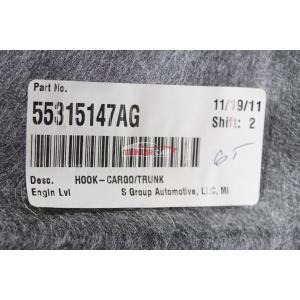 Part No.
55315147AG
11/19/11
Shift: 2
Desc. HOOK-CARGO/TRUNK
Engin Lvl S Group Automotive, LLC, MI